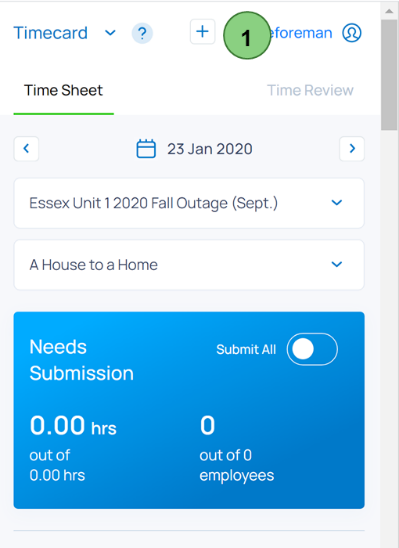 Timecard ? + 1 eforeman
Time Sheet Time Review
23 Jan 2020
Essex Unit 1 2020 Fall Outage (Sept.)
A House to a Home
Needs Submit All
Submission
0.00 hrs 0
out of out of 0
0.00 hrs employees